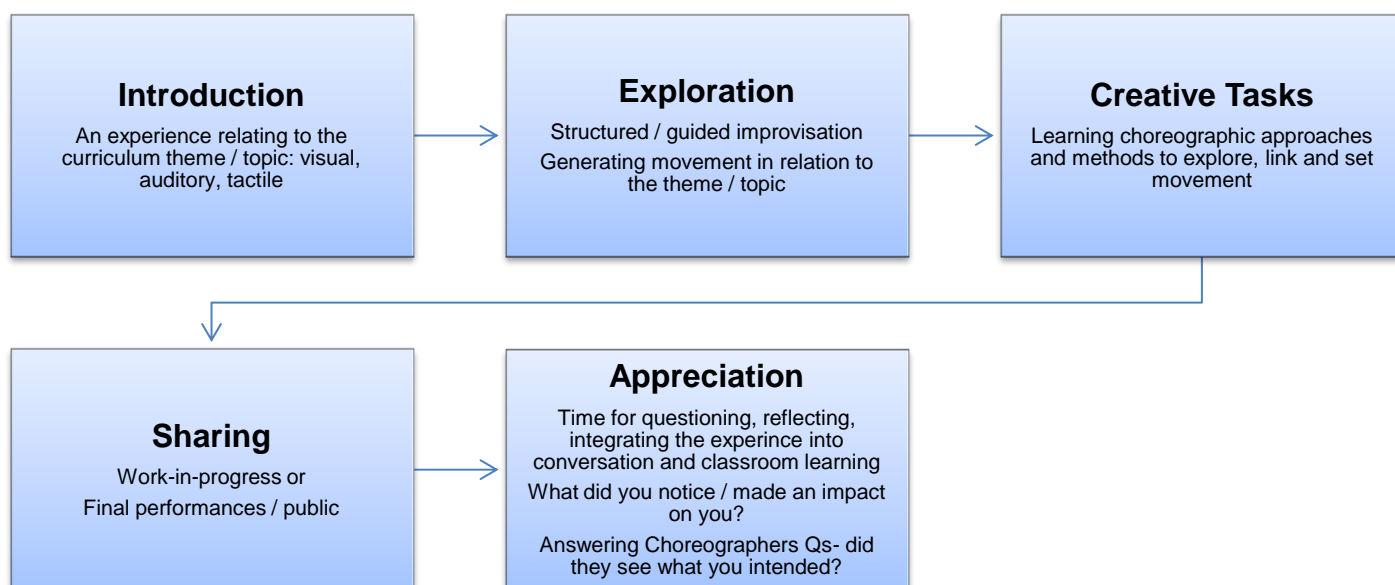 Introduction
An experience relating to the
curriculum theme / topic: visual,
auditory, tactile
Exploration
Structured / guided improvisation
Generating movement in relation to
the theme / topic
Creative Tasks
Learning choreographic approaches
and methods to explore, link and set
movement
Sharing
Work-in-progress or
Final performances / public
Appreciation
Time for questioning, reflecting,
integrating the experince into
conversation and classroom learning
What did you notice / made an impact
on you?
Answering Choreographers Qs- did
they see what you intended?